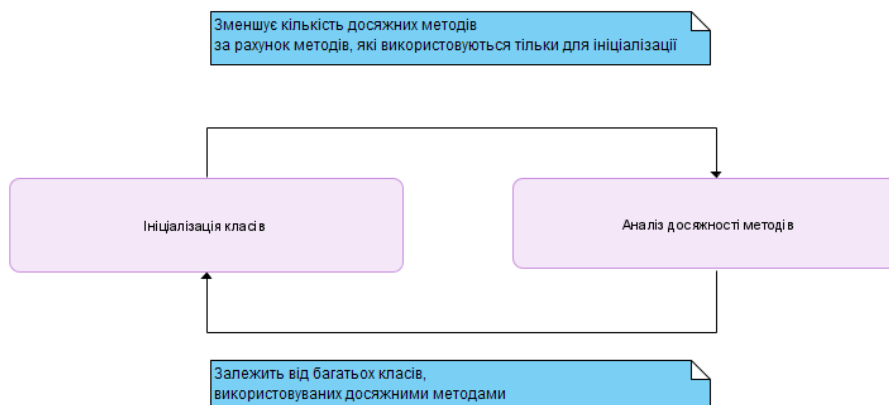 Зменшує кількість досяжних методів
за рахунок методів, які використовуються тільки для ініціалізації
Ініціалізація класів
Аналіз досяжності методів
Залежить від багатьох класів,
використовуваних досяжними методами